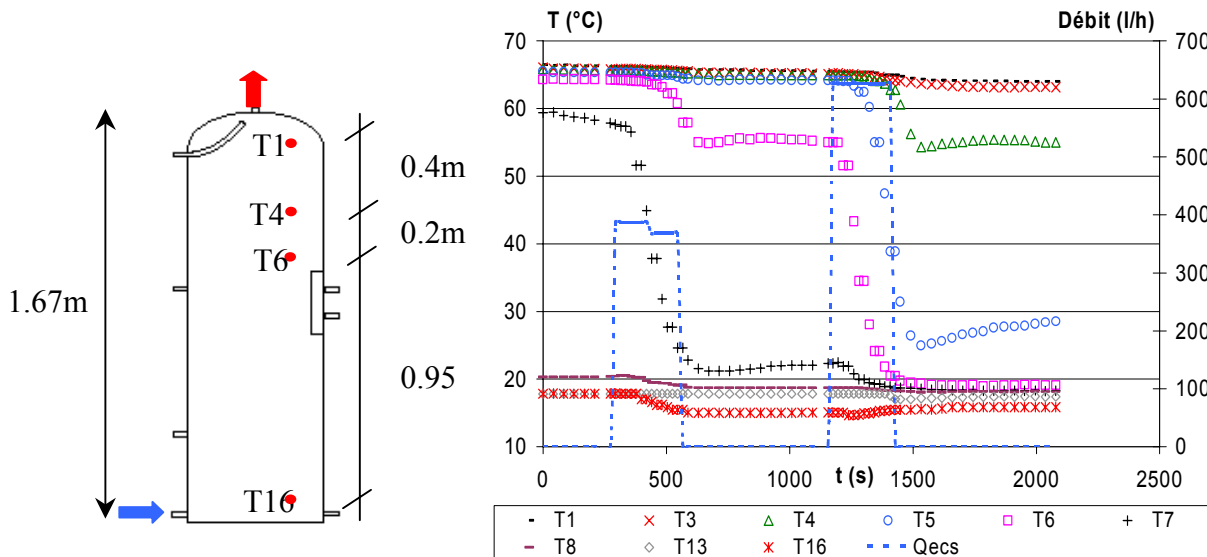 T1
T4
T6
T16
1.67m
0.4m
0.2m
0.95
T (°C)
Débit (l/h)
70
60
50
40
30
20
10
700
600
500
400
300
200
100
0
0
500
1000
1500
2000
2500
t (s)
T1
T3
T4
T5
T6
T7
T8
T13
T16
Qecs